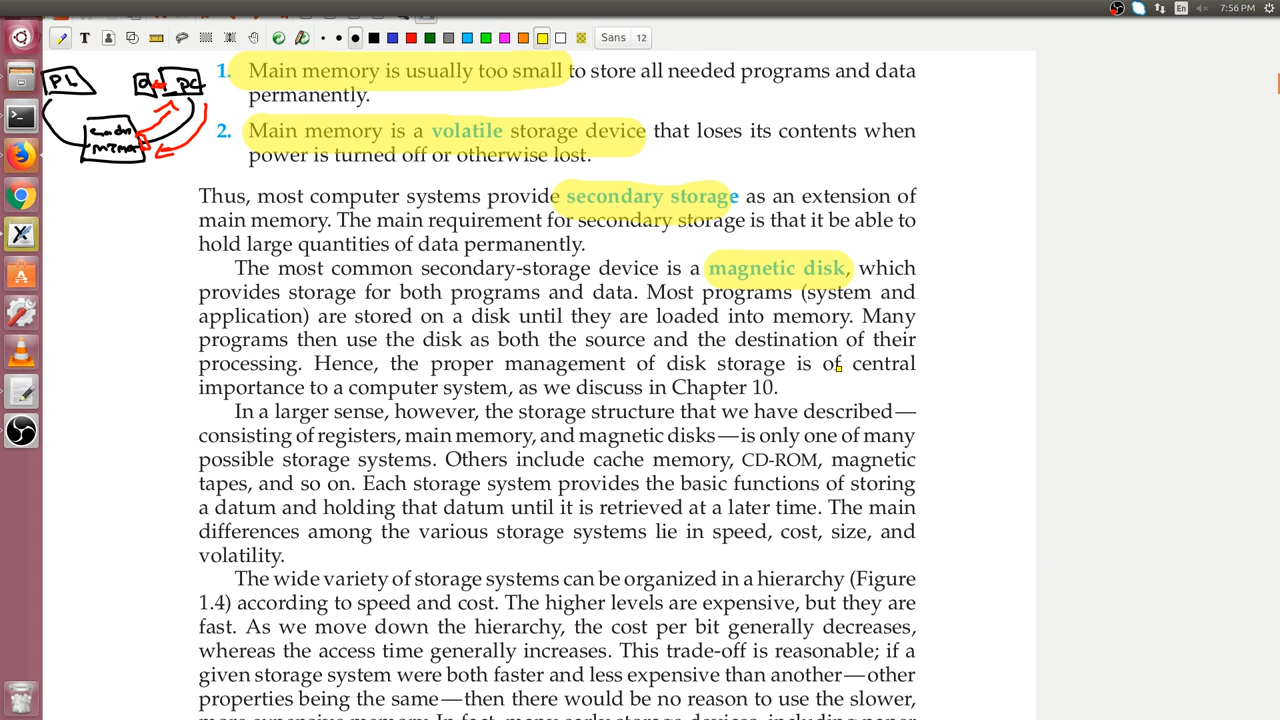 En
7:56 PM
T
Sans
12
1. Main memory is usually too small to store all needed programs and data
permanently.
2. Main memory is a volatile storage device that loses its contents when
power is turned off or otherwise lost.
Thus, most computer systems provide secondary storage as an extension of
main memory. The main requirement for secondary storage is that it be able to
hold large quantities of data permanently.
The most common secondary-storage device is a magnetic disk, which
provides storage for both programs and data. Most programs (system and
application) are stored on a disk until they are loaded into memory. Many
programs then use the disk as both the source and the destination of their
processing. Hence, the proper management of disk storage is of central
importance to a computer system, as we discuss in Chapter 10.
In a larger sense, however, the storage structure that we have described—
consisting of registers, main memory, and magnetic disks—is only one of many
possible storage systems. Others include cache memory, CD-ROM, magnetic
tapes, and so on. Each storage system provides the basic functions of storing
a datum and holding that datum until it is retrieved at a later time. The main
differences among the various storage systems lie in speed, cost, size, and
volatility.
The wide variety of storage systems can be organized in a hierarchy (Figure
1.4) according to speed and cost. The higher levels are expensive, but they are
fast. As we move down the hierarchy, the cost per bit generally decreases,
whereas the access time generally increases. This trade-off is reasonable; if a
given storage system were both faster and less expensive than another—other
properties being the same—then there would be no reason to use the slower,